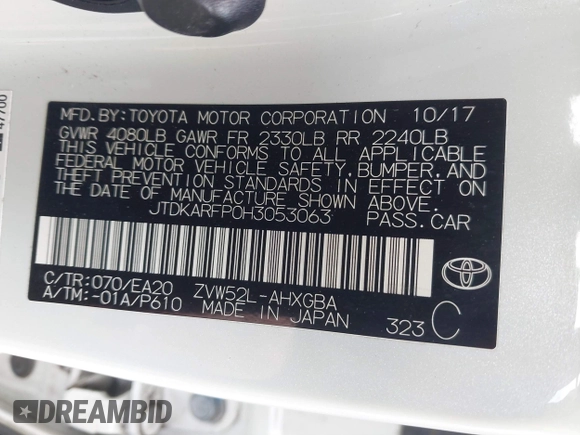 47700
MFD.BY:TOYOTA MOTOR CORPORATION 10/17
GVWR 4080LB GAWR FR 2330LB RR 2240LB
THIS VEHICLE CONFORMS TO ALL APPLICABLE
FEDERAL MOTOR VEHICLE SAFETY,BUMPER,AND
THEFT PREVENTION STANDARDS IN EFFECT ON
THE DATE OF MANUFACTURE SHOWN ABOVE.
JTDKARFP0H3053063 PASS.CAR
C/TR:070/EA20 ZVW52L-AHXGBA
A/TM:-01A/P610 MADE IN JAPAN 323 C
TOYOTA
DREAMBID